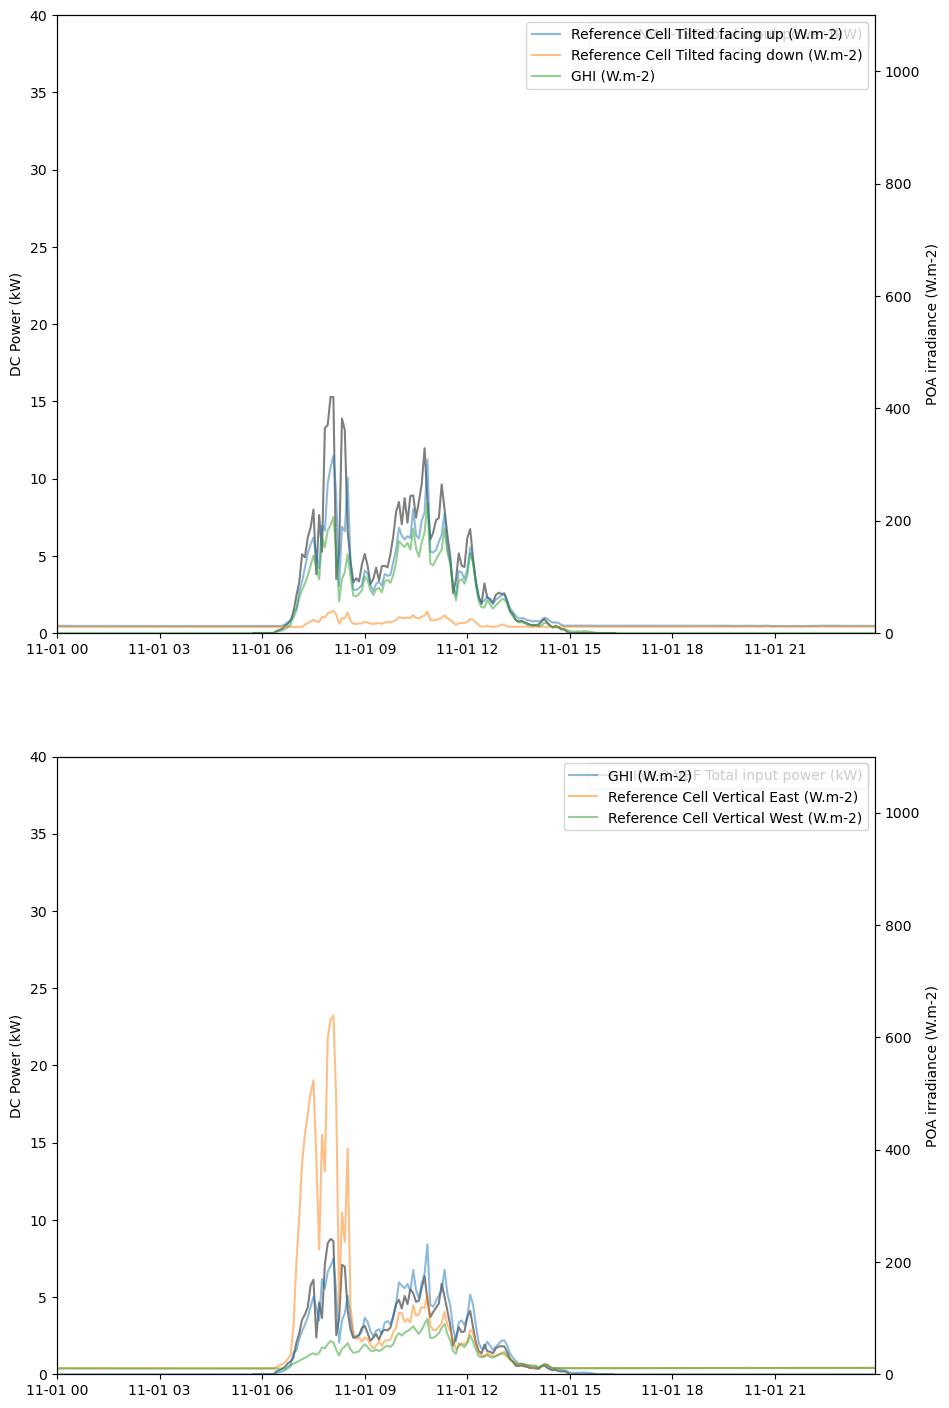 40
35
30
25
20
15
10
5
0
DC Power (kW)
Reference Cell Tilted facing up (W.m-2)
Reference Cell Tilted facing down (W.m-2)
GHI (W.m-2)
1000
800
600
400
200
0
POA irradiance (W.m-2)
11-01 00 11-01 03 11-01 06 11-01 09 11-01 12 11-01 15 11-01 18 11-01 21
40
35
30
25
20
15
10
5
0
DC Power (kW)
GHI (W.m-2) Total input power (kW)
Reference Cell Vertical East (W.m-2)
Reference Cell Vertical West (W.m-2)
1000
800
600
400
200
0
POA irradiance (W.m-2)
11-01 00 11-01 03 11-01 06 11-01 09 11-01 12 11-01 15 11-01 18 11-01 21